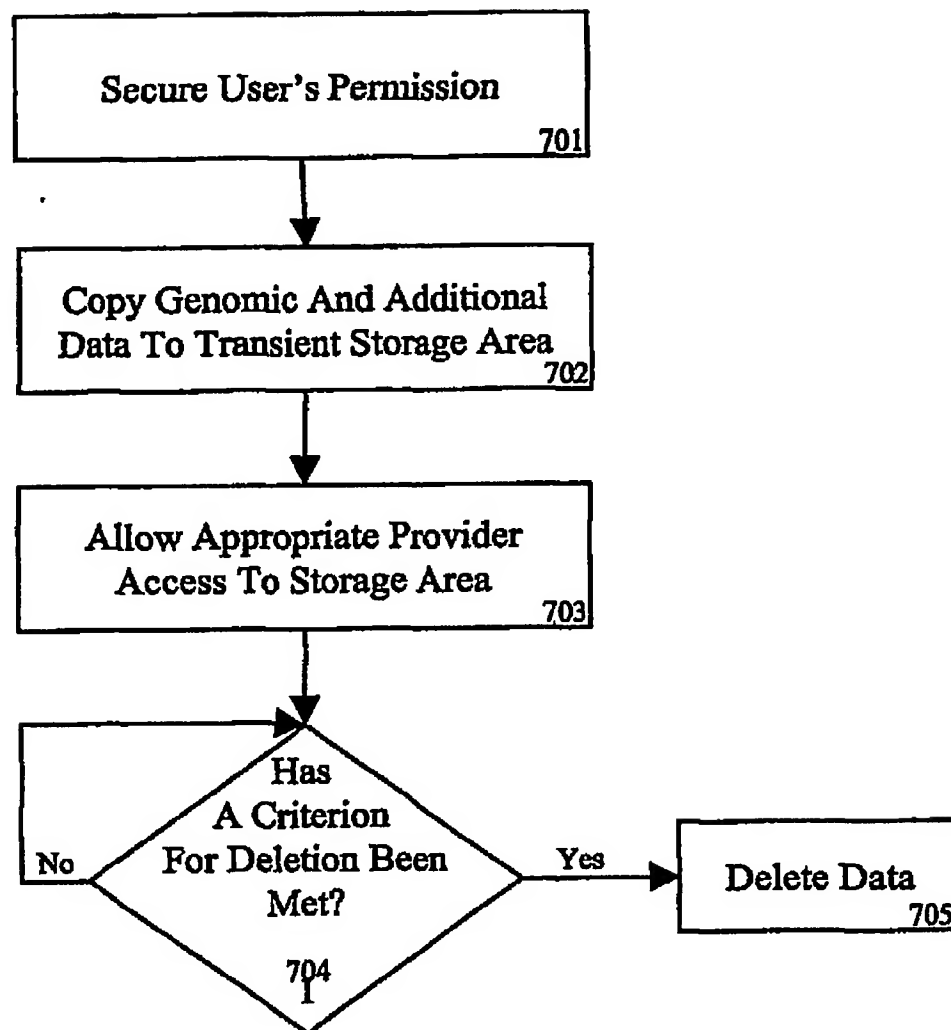 Secure User's Permission
701
Copy Genomic And Additional
Data To Transient Storage Area
702
Allow Appropriate Provider
Access To Storage Area
703
Has
A Criterion
For Deletion Been
Met?
704
No
Yes
Delete Data
705